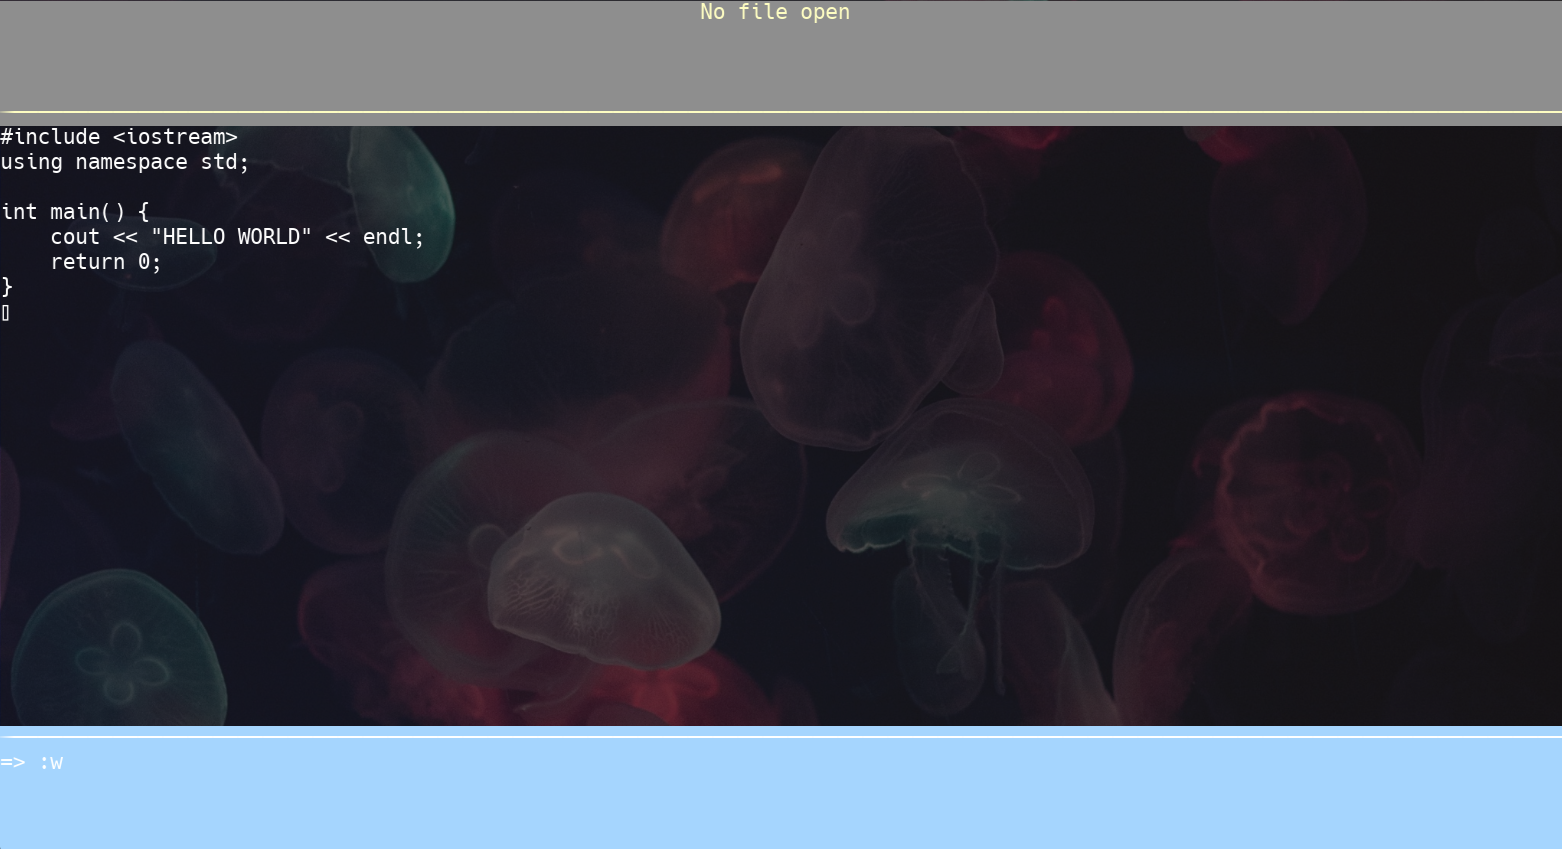 No file open
#include <iostream>
using namespace std;

int main() {
    cout << "HELLO WORLD" << endl;
    return 0;
}
=> :w